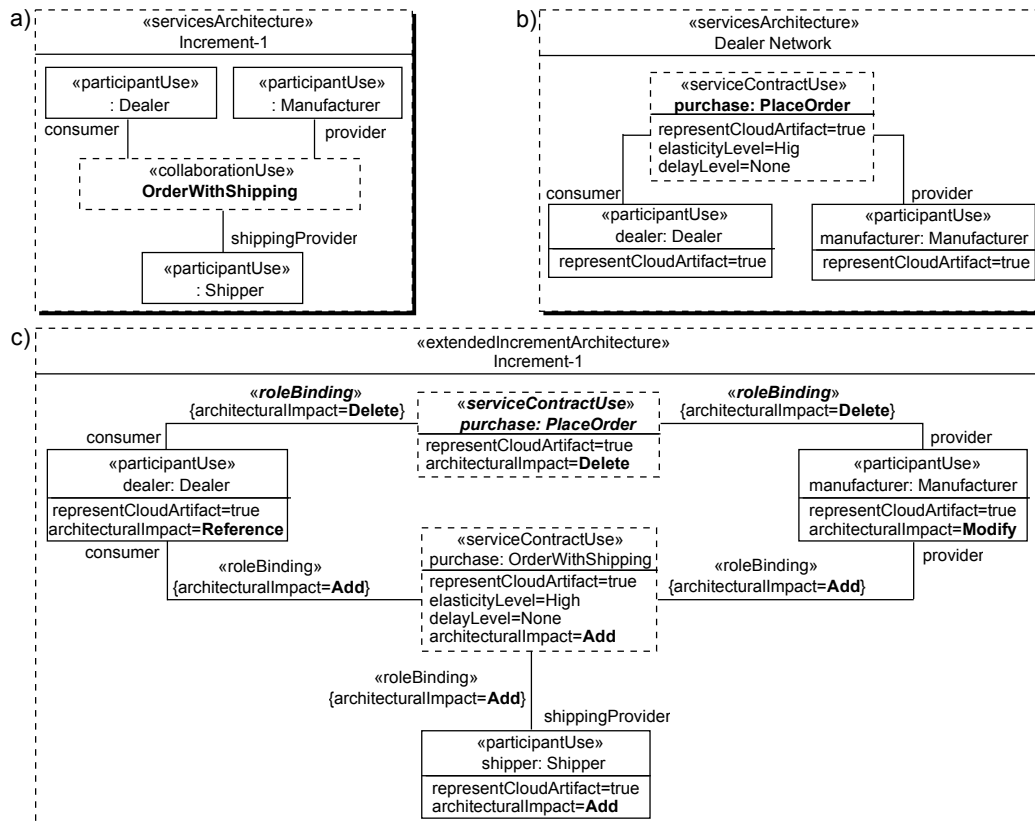 a)
«servicesArchitecture»
Increment-1
«participantUse»
: Dealer
«participantUse»
: Manufacturer
consumer
provider
«collaborationUse»
OrderWithShipping
shippingProvider
«participantUse»
: Shipper
b)
«servicesArchitecture»
Dealer Network
«serviceContractUse»
purchase: PlaceOrder
representCloudArtifact=true
elasticityLevel=Hig
delayLevel=None
consumer
provider
«participantUse»
dealer: Dealer
representCloudArtifact=true
«participantUse»
manufacturer: Manufacturer
representCloudArtifact=true
c)
«extendedIncrementArchitecture»
Increment-1
«roleBinding»
{architecturalImpact=Delete}
«serviceContractUse»
purchase: PlaceOrder
representCloudArtifact=true
architecturalImpact=Delete
«roleBinding»
{architecturalImpact=Delete}
consumer
provider
«participantUse»
dealer: Dealer
representCloudArtifact=true
architecturalImpact=Reference
«participantUse»
manufacturer: Manufacturer
representCloudArtifact=true
architecturalImpact=Modify
consumer
provider
«roleBinding»
{architecturalImpact=Add}
«serviceContractUse»
purchase: OrderWithShipping
representCloudArtifact=true
elasticityLevel=High
delayLevel=None
architecturalImpact=Add
«roleBinding»
{architecturalImpact=Add}
«roleBinding»
{architecturalImpact=Add}
shippingProvider
«participantUse»
shipper: Shipper
representCloudArtifact=true
architecturalImpact=Add